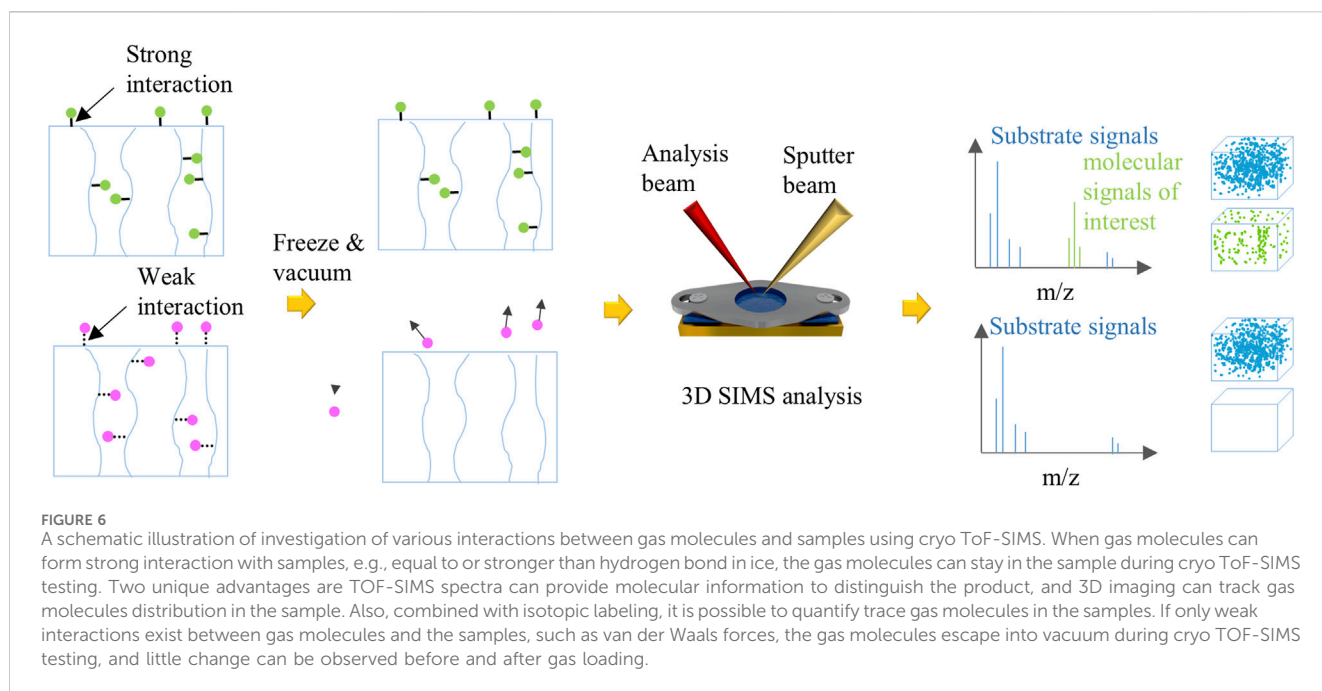 Strong
interaction
Weak
interaction
Freeze &
vacuum
Analysis
beam
Sputter
beam
3D SIMS analysis
Substrate signals
molecular
signals of
interest
m/z
Substrate signals
m/z
FIGURE 6
A schematic illustration of investigation of various interactions between gas molecules and samples using cryo ToF-SIMS. When gas molecules can
form strong interaction with samples, e.g., equal to or stronger than hydrogen bond in ice, the gas molecules can stay in the sample during cryo ToF-SIMS
testing. Two unique advantages are TOF-SIMS spectra can provide molecular information to distinguish the product, and 3D imaging can track gas
molecules distribution in the sample. Also, combined with isotopic labeling, it is possible to quantify trace gas molecules in the samples. If only weak
interactions exist between gas molecules and the samples, such as van der Waals forces, the gas molecules escape into vacuum during cryo TOF-SIMS
testing, and little change can be observed before and after gas loading.